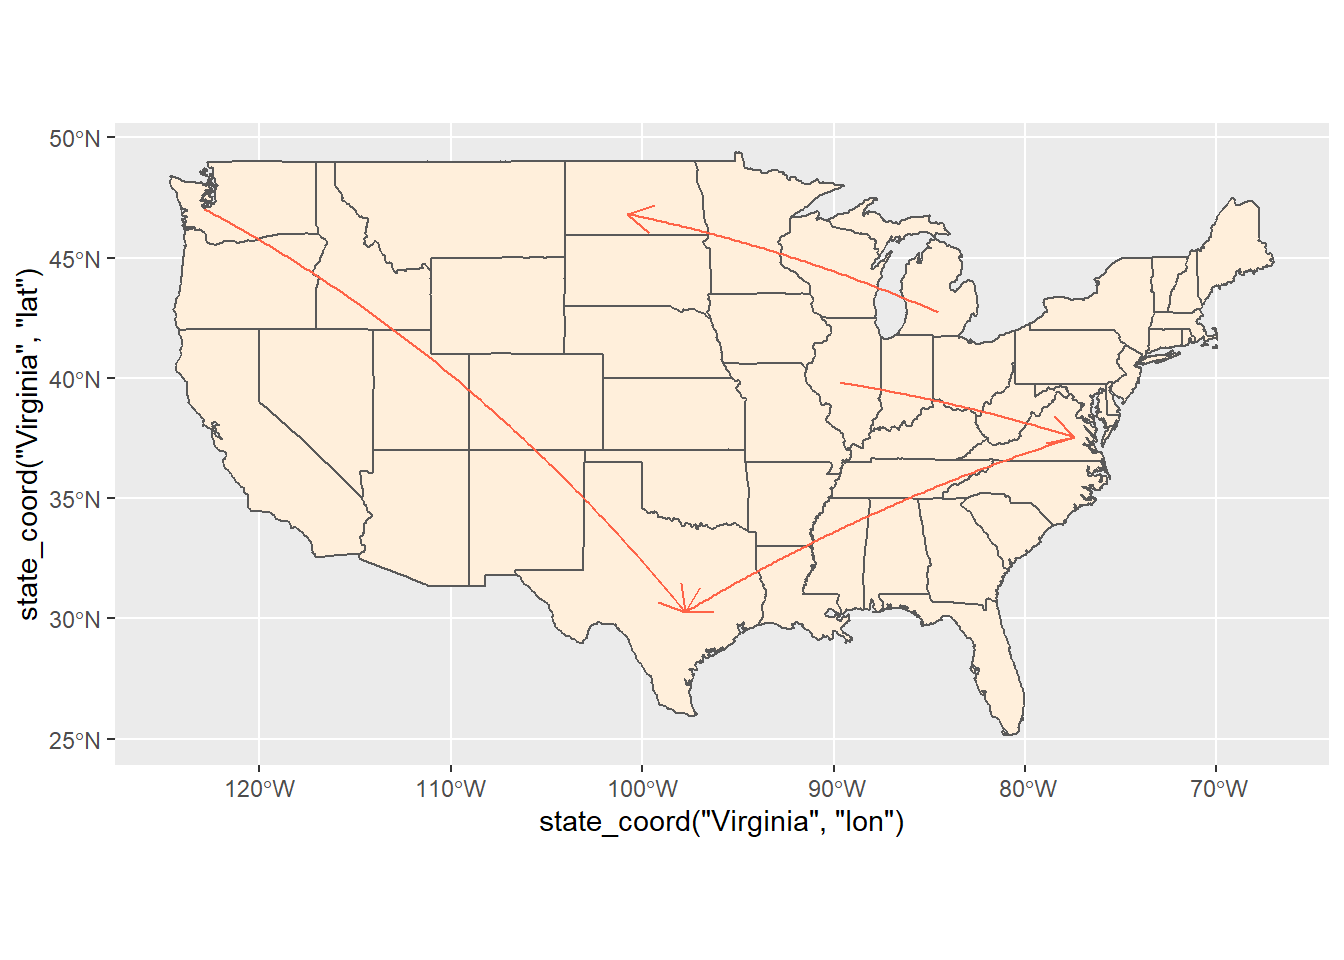 50°N
45°N
40°N
35°N
30°N
25°N
state_coord("Virginia", "lat")
120°W 110°W 100°W 90°W 80°W 70°W
state_coord("Virginia", "lon")